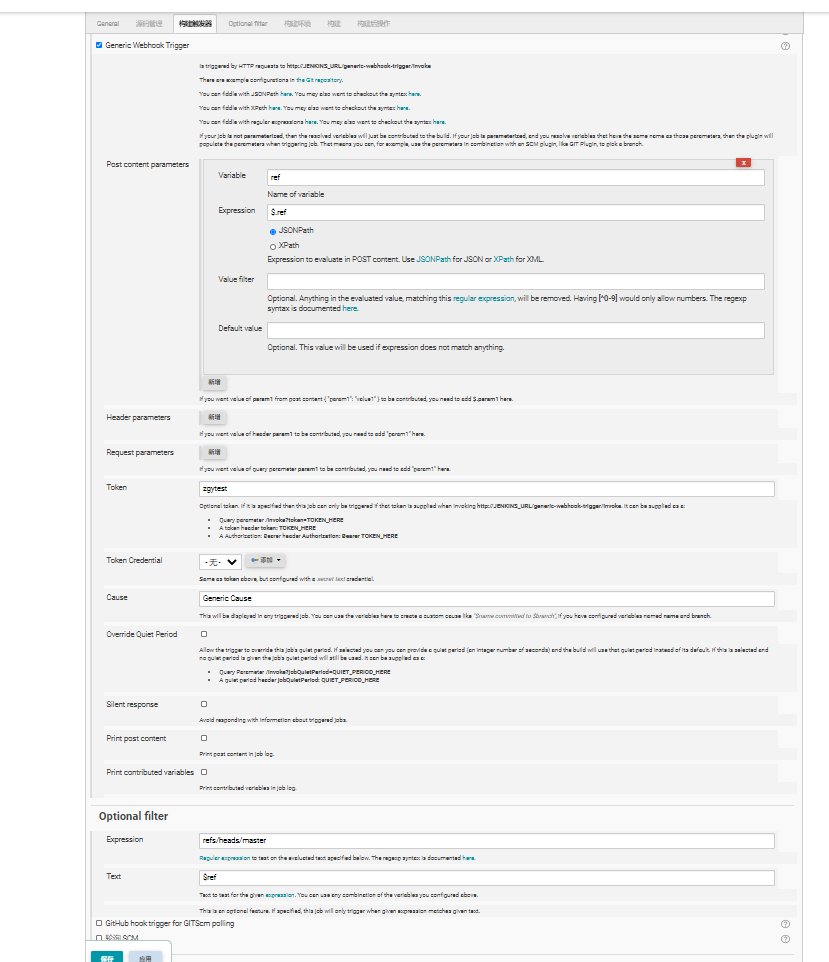 General 源码管理 构建触发器 Optional filter 构建环境 构建 构建后操作
Generic Webhook Trigger
Is triggered by HTTP requests to http://JENKINS_URL/generic-webhook-trigger/invoke
There are example configurations in the Git repository.
You can fiddle with JSONPath here. You may also want to checkout the syntax here.
You can fiddle with XPath here. You may also want to checkout the syntax here.
You can fiddle with regular expressions here. You may also want to checkout the syntax here.
If your job is not parameterized, then the resolved variables will just be contributed to the build. If your job is parameterized, and you resolve variables that have the same name as those parameters, then the plugin will
populate the parameters when triggering job. That means you can, for example, use the parameters in combination with an SCM plugin, like GIT Plugin, to pick a branch.
Post content parameters
X
Variable ref
Name of variable
Expression $.ref
JSONPath
XPath
Expression to evaluate in POST content. Use JSONPath for JSON or XPath for XML.
Value filter
Optional. Anything in the evaluated value, matching this regular expression, will be removed. Having [^0-9] would only allow numbers. The regexp
syntax is documented here.
Default value
Optional. This value will be used if expression does not match anything.
新增
If you want value of param1 from post content { "param1": "value1" } to be contributed, you need to add $.param1 here.
Header parameters 新增
If you want value of header param1 to be contributed, you need to add "param1" here.
Request parameters 新增
If you want value of query parameter param1 to be contributed, you need to add "param1" here.
Token zgytest
Optional token. If it is specified then this job can only be triggered if that token is supplied when invoking http://JENKINS_URL/generic-webhook-trigger/invoke. It can be supplied as a:
• Query parameter /invoke?token=TOKEN_HERE
• A token header token: TOKEN_HERE
• A Authorization: Bearer header Authorization: Bearer TOKEN_HERE
Token Credential - 无 - 添加
Same as token above, but configured with a secret text credential.
Cause Generic Cause
This will be displayed in any triggered job. You can use the variables here to create a custom cause like "$name committed to $branch", if you have configured variables named name and branch.
Override Quiet Period
Allow the trigger to override this job's quiet period. If selected you can you can provide a quiet period (an integer number of seconds) and the build will use that quiet period instead of its default. If this is selected and
no quiet period is given the job's quiet period will still be used. It can be supplied as a:
• Query Parameter /invoke?jobQuietPeriod=QUIET_PERIOD_HERE
• A quiet period header jobQuietPeriod: QUIET_PERIOD_HERE
Silent response
Avoid responding with information about triggered jobs.
Print post content
Print post content in job log.
Print contributed variables
Print contributed variables in job log.
Optional filter
Expression refs/heads/master
Regular expression to test on the evaluated text specified below. The regexp syntax is documented here.
Text $ref
Text to test for the given expression. You can use any combination of the variables you configured above.
This is an optional feature. If specified, this job will only trigger when given expression matches given text.
GitHub hook trigger for GITScm polling
轮询 SCM
保存 应用